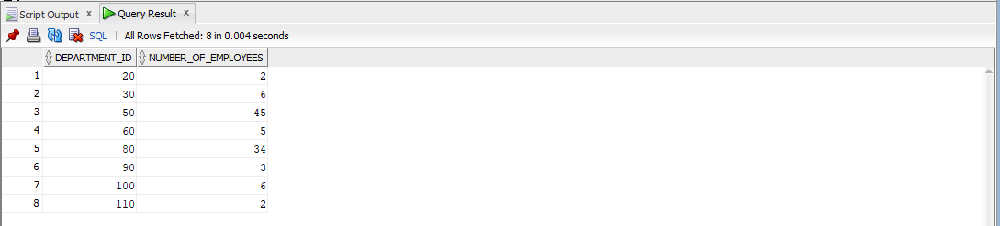 Script Output x Query Result x
SQL | All Rows Fetched: 8 in 0.004 seconds
DEPARTMENT_ID NUMBER_OF_EMPLOYEES
1 20 2
2 30 6
3 50 45
4 60 5
5 80 34
6 90 3
7 100 6
8 110 2